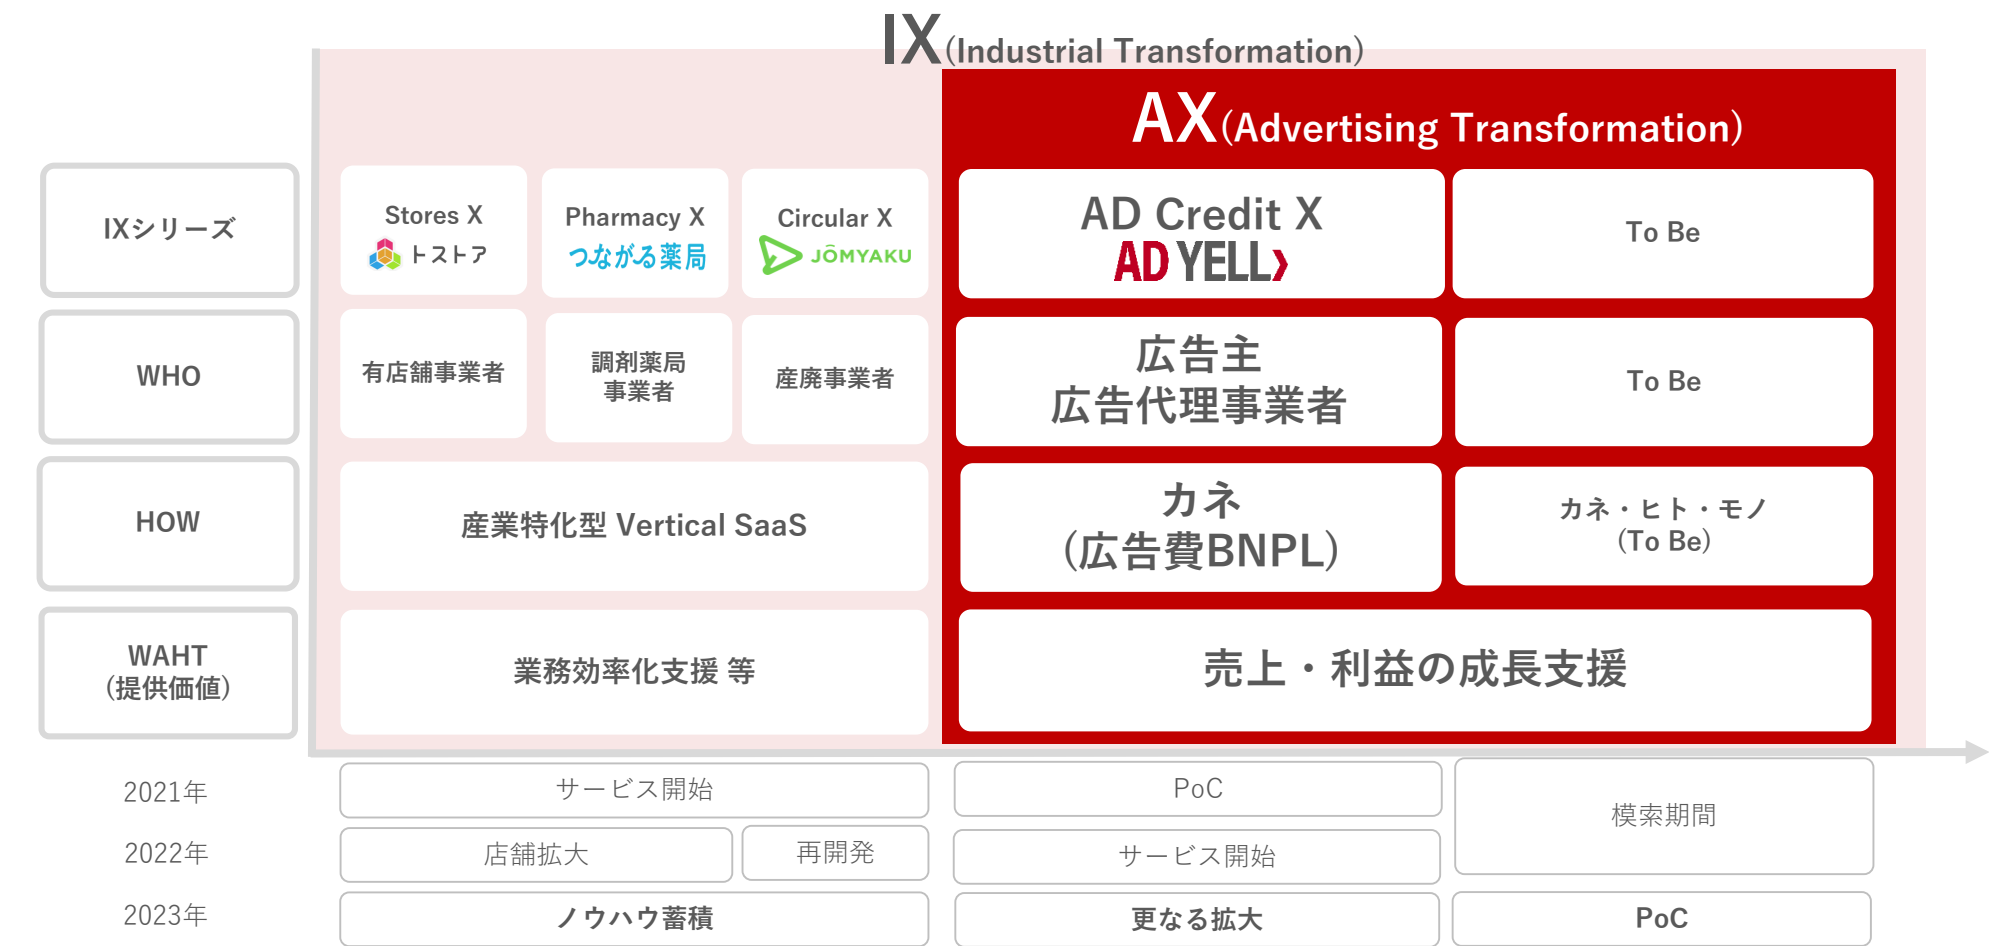 IX(Industrial Transformation)
AX(Advertising Transformation)
IXシリーズ
Stores X
トストア
Pharmacy X
つながる薬局
Circular X
JŌMYAKU
AD Credit X
AD YELL
To Be
WHO
有店舗事業者
調剤薬局
事業者
産廃事業者
広告主
広告代理事業者
To Be
HOW
産業特化型 Vertical SaaS
カネ
(広告費BNPL)
カネ・ヒト・モノ
(To Be)
WAHT
(提供価値)
業務効率化支援 等
売上・利益の成長支援
2021年
サービス開始
PoC
模索期間
2022年
店舗拡大
再開発
サービス開始
2023年
ノウハウ蓄積
更なる拡大
PoC